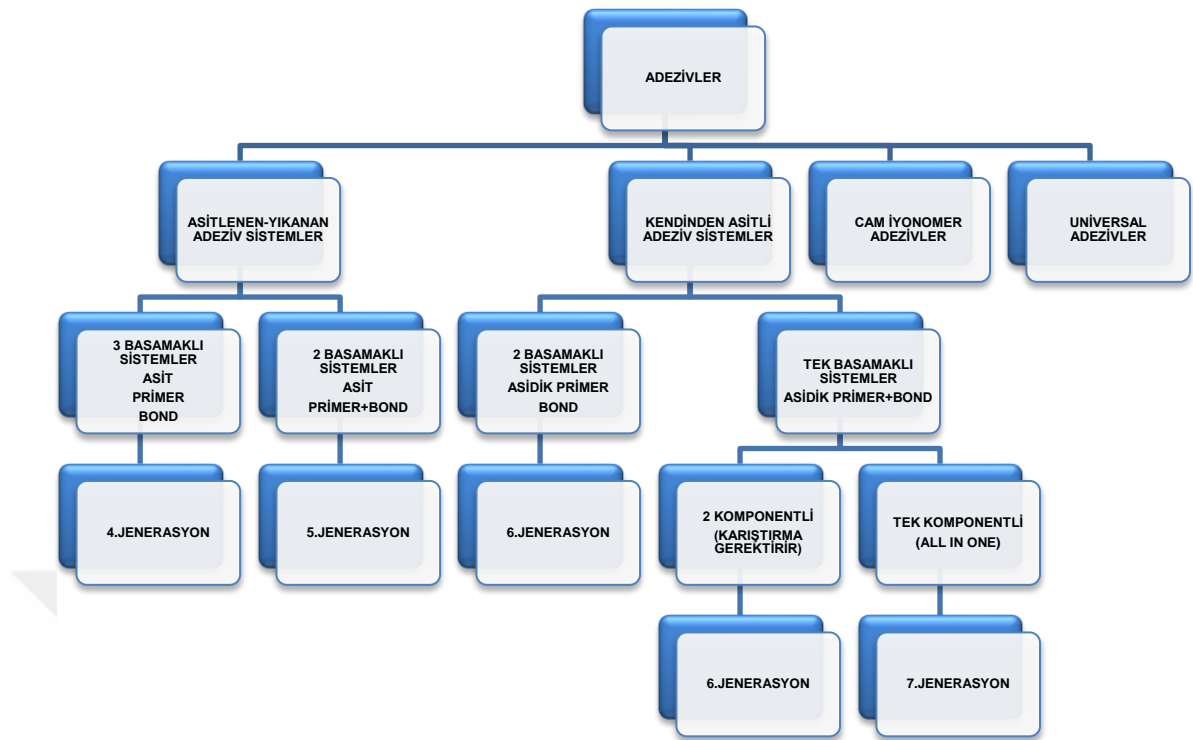 ADEZİVLER
ASİTLENEN-YIKANAN
ADEZİV SİSTEMLER
KENDİNDEN ASİTLİ
ADEZİV SİSTEMLER
CAM İYONOMER
ADEZİVLER
UNİVERSAL
ADEZİVLER
3 BASAMAKLI
SİSTEMLER
ASİT
PRİMER
BOND
2 BASAMAKLI
SİSTEMLER
ASİT
PRİMER+BOND
2 BASAMAKLI
SİSTEMLER
ASİDİK PRİMER
BOND
TEK BASAMAKLI
SİSTEMLER
ASİDİK PRİMER+BOND
4.JENERASYON
5.JENERASYON
6.JENERASYON
2 KOMPONENTLİ
(KARIŞTIRMA
GEREKTİRİR)
TEK KOMPONENTLİ
(ALL IN ONE)
6.JENERASYON
7.JENERASYON